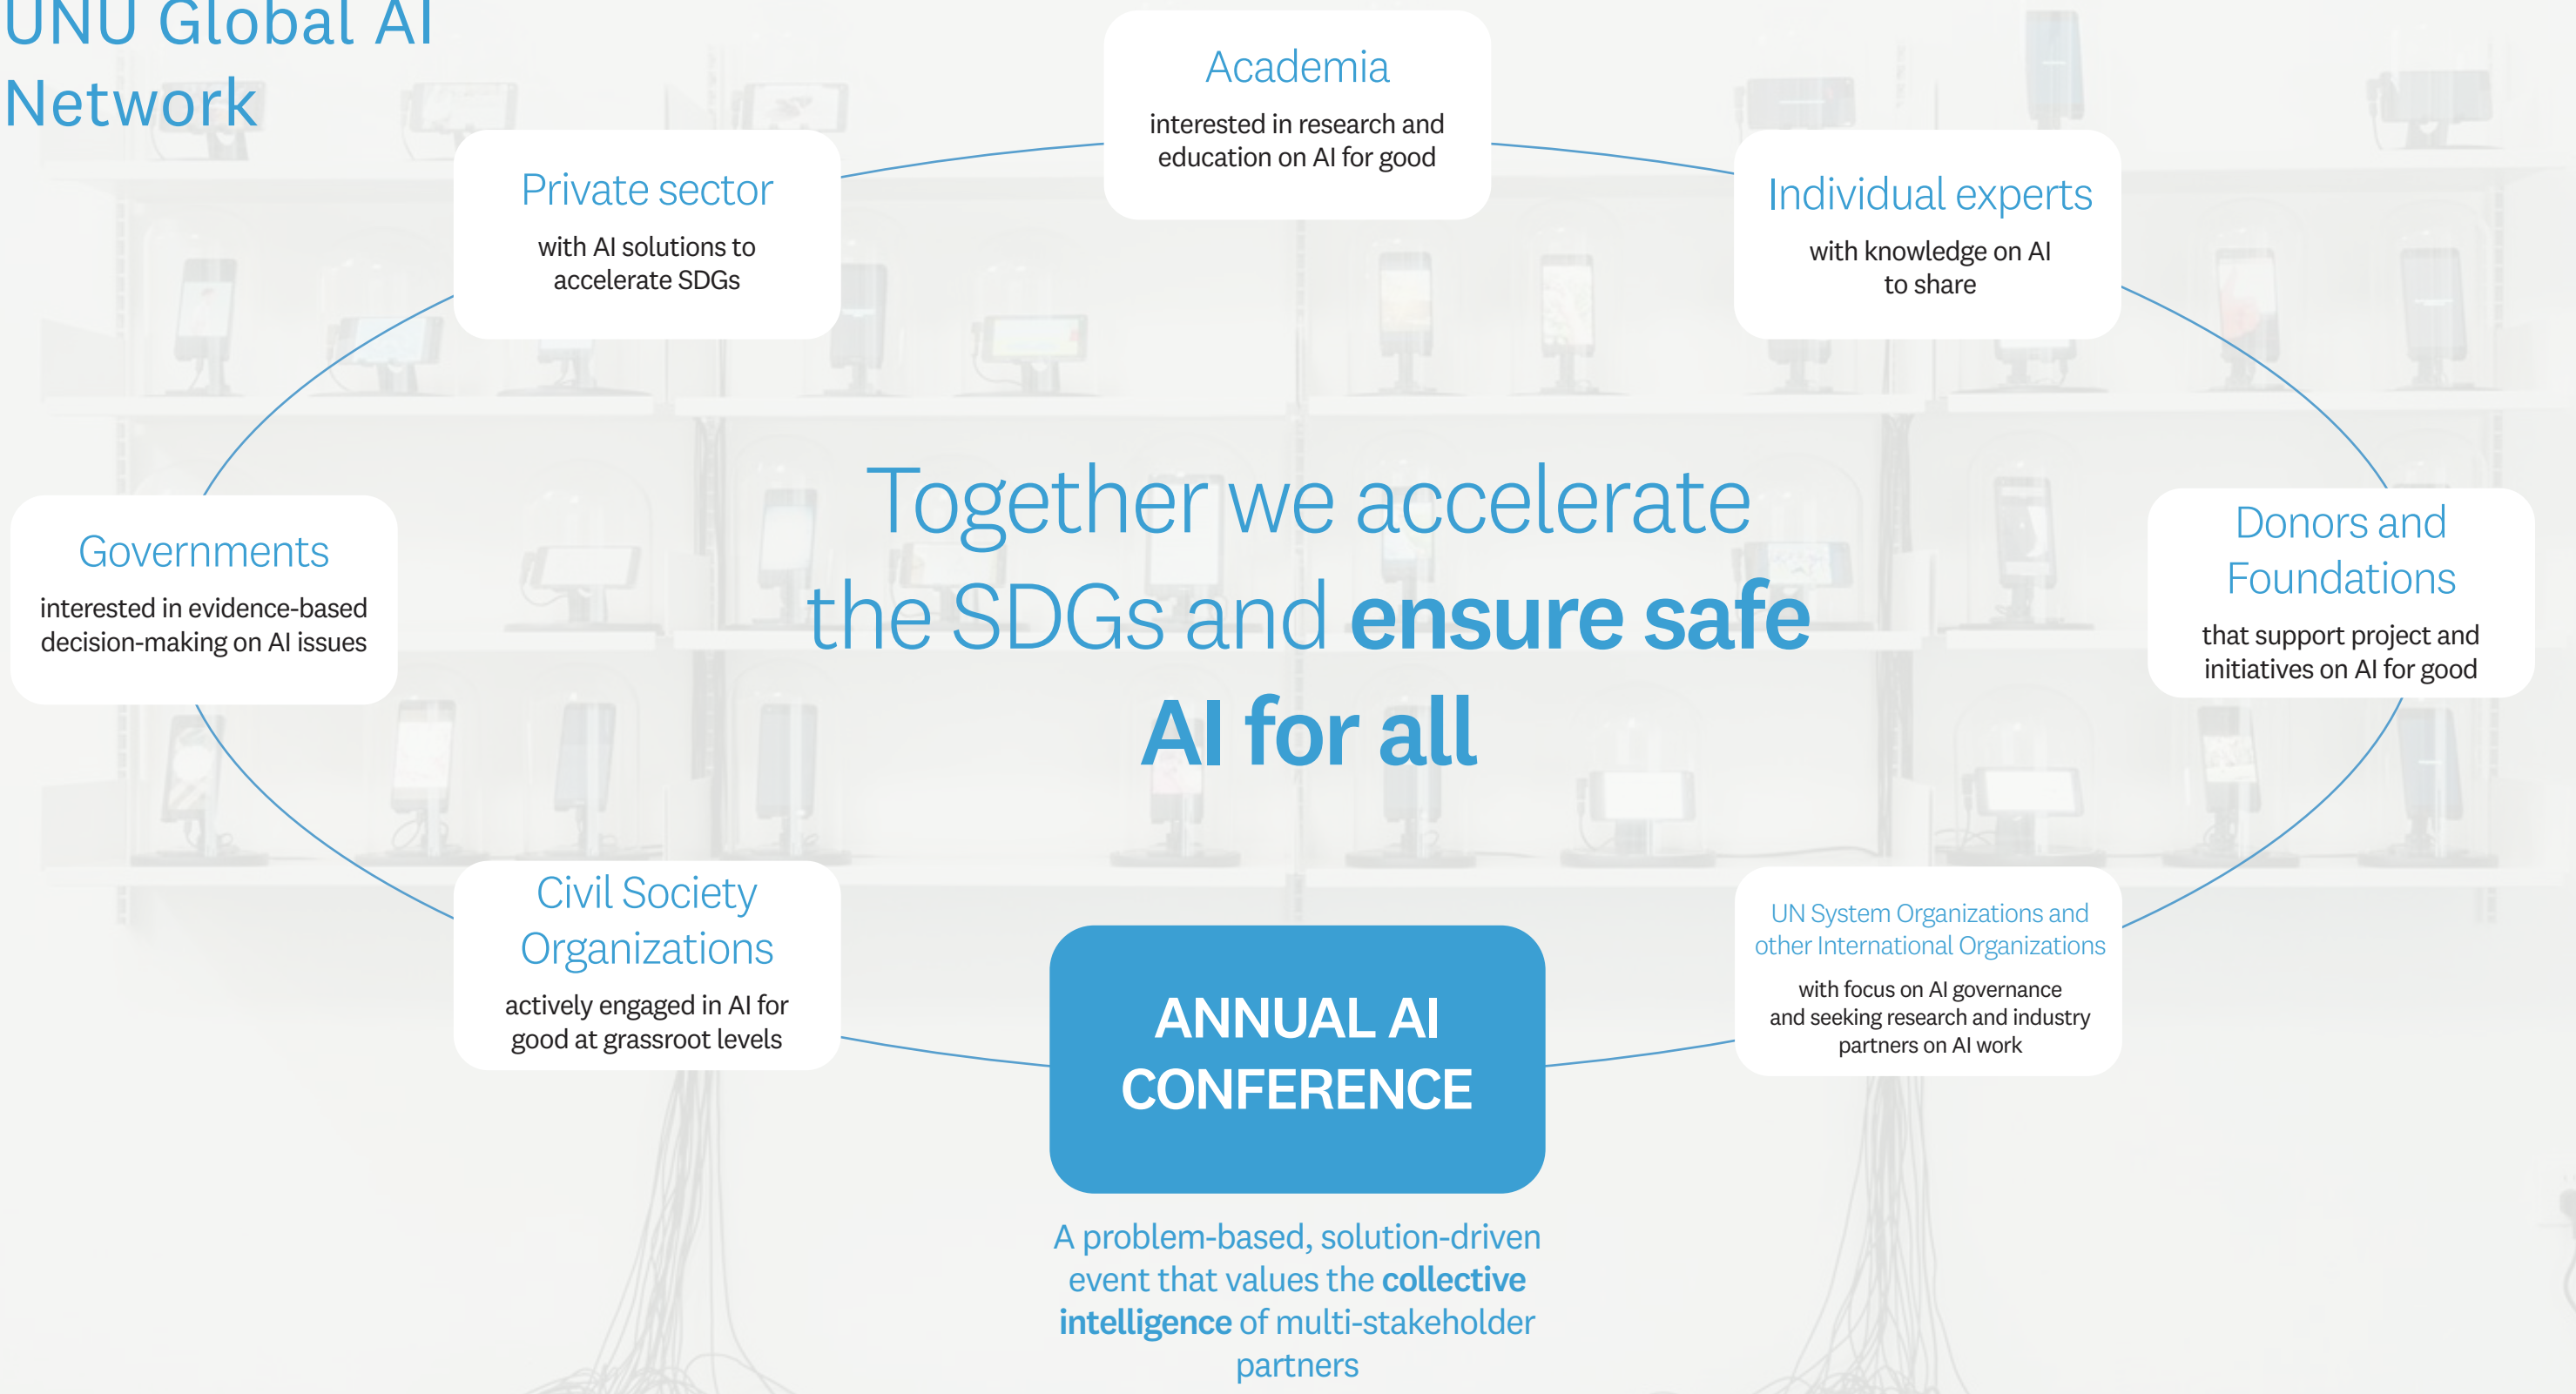 UNU Global AI
Network
Academia
interested in research and
education on AI for good
Private sector
with AI solutions to
accelerate SDGs
Individual experts
with knowledge on AI
to share
Together we accelerate
the SDGs and ensure safe
AI for all
Governments
interested in evidence-based
decision-making on AI issues
Donors and
Foundations
that support project and
initiatives on AI for good
Civil Society
Organizations
actively engaged in AI for
good at grassroot levels
UN System Organizations and
other International Organizations
with focus on AI governance
and seeking research and industry
partners on AI work
ANNUAL AI
CONFERENCE
A problem-based, solution-driven
event that values the collective
intelligence of multi-stakeholder
partners